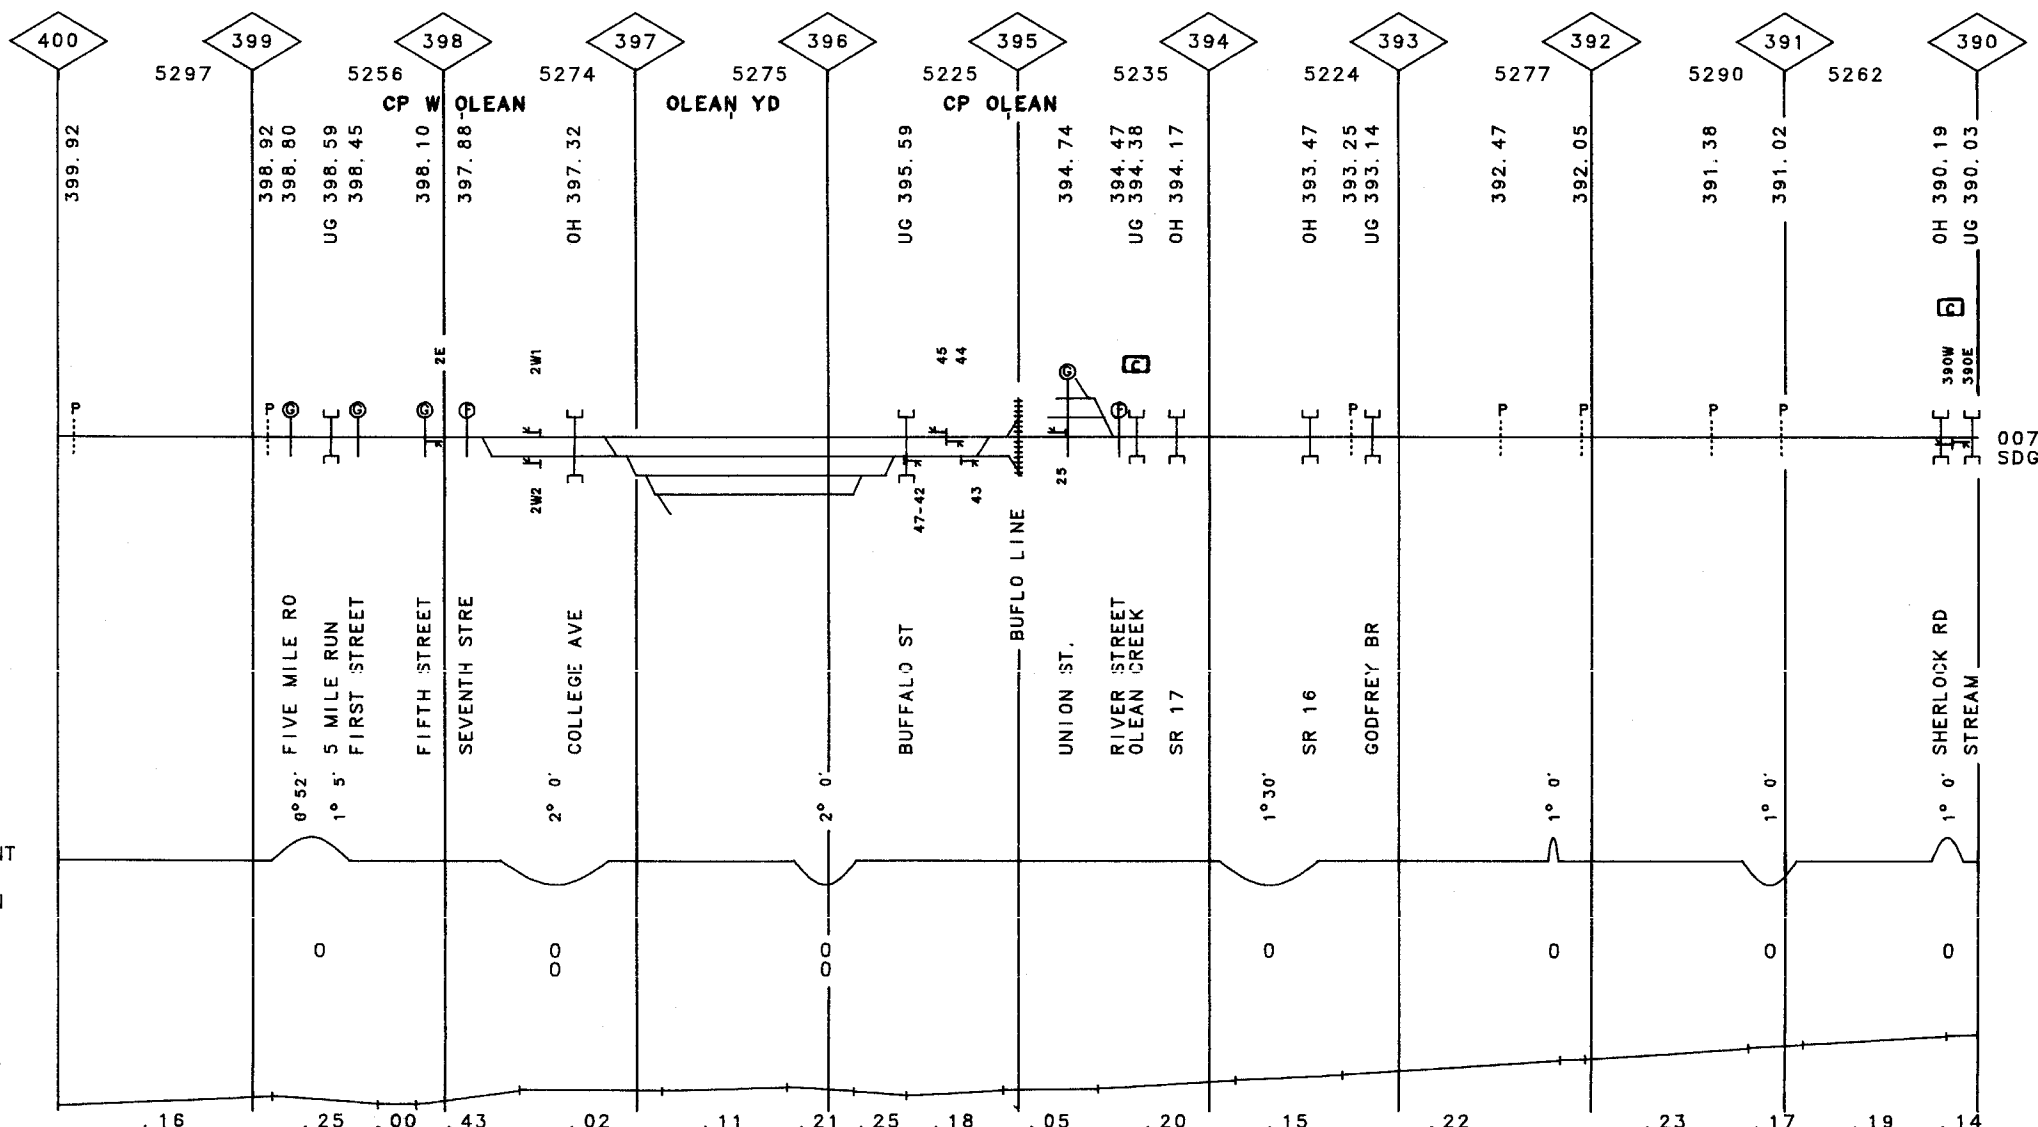 400 399 398 397 396 395 394 393 392 391 390
5297 5256 5274 5275 5225 5235 5224 5277 5290 5262
CP W OLEAN OLEAN YD CP OLEAN
399.92
398.92
398.80
UG 398.59
398.45
398.10
397.88
OH 397.32
UG 395.59
394.74
394.47
UG 394.38
OH 394.17
OH 393.47
393.25
UG 393.14
392.47
392.05
391.38
391.02
OH 390.19
UG 390.03
C
2E
2W1
45
44
C
390W
390E
P P G G G F G F P P P P P
007
SDG
2W2
47-42
43
25
BUFLO LINE
FIVE MILE RO
5 MILE RUN
FIRST STREET
FIFTH STREET
SEVENTH STRE
COLLEGE AVE
BUFFALO ST
UNION ST.
RIVER STREET
OLEAN CREEK
SR 17
SR 16
GODFREY BR
SHERLOCK RD
STREAM
0°52'
1° 5'
2° 0'
2° 0'
1°30'
1° 0'
1° 0'
1° 0'
NT
0 0 0 0 0 0 0
0 0
.16 .25 .00 .43 .02 .11 .21 .25 .18 .05 .20 .15 .22 .23 .17 .19 .14